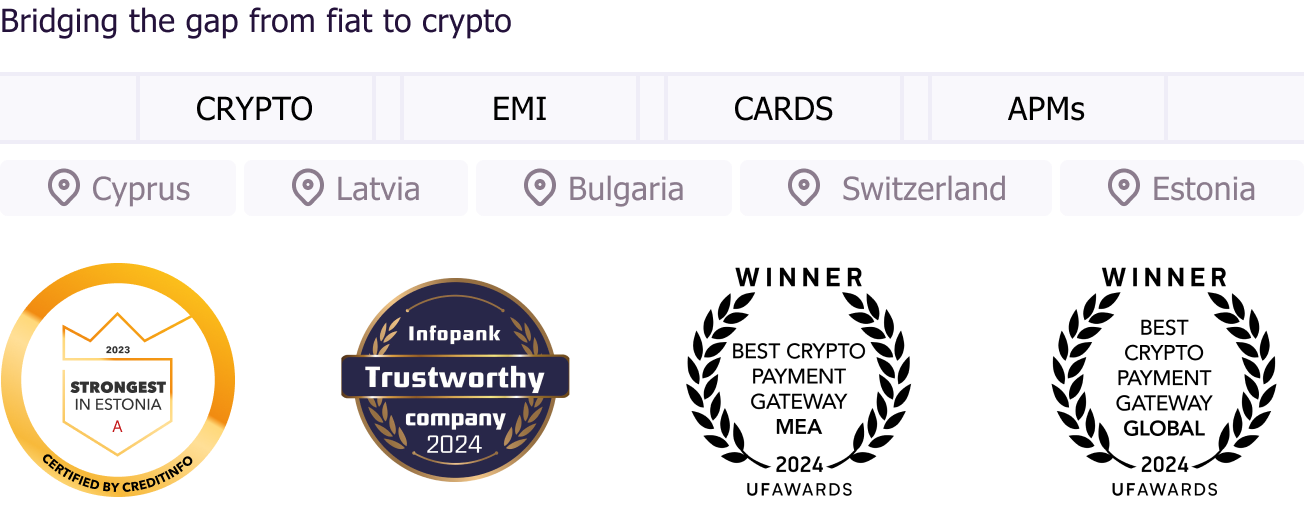 Bridging the gap from fiat to crypto
CRYPTO EMI CARDS APMs
Cyprus Latvia Bulgaria Switzerland Estonia
2023
STRONGEST
IN ESTONIA
A
CERTIFIED BY CREDITINFO
Infopank
Trustworthy
company
2024
WINNER
BEST CRYPTO
PAYMENT
GATEWAY
MEA
2024
UFAWARDS
WINNER
BEST
CRYPTO
PAYMENT
GATEWAY
GLOBAL
2024
UFAWARDS